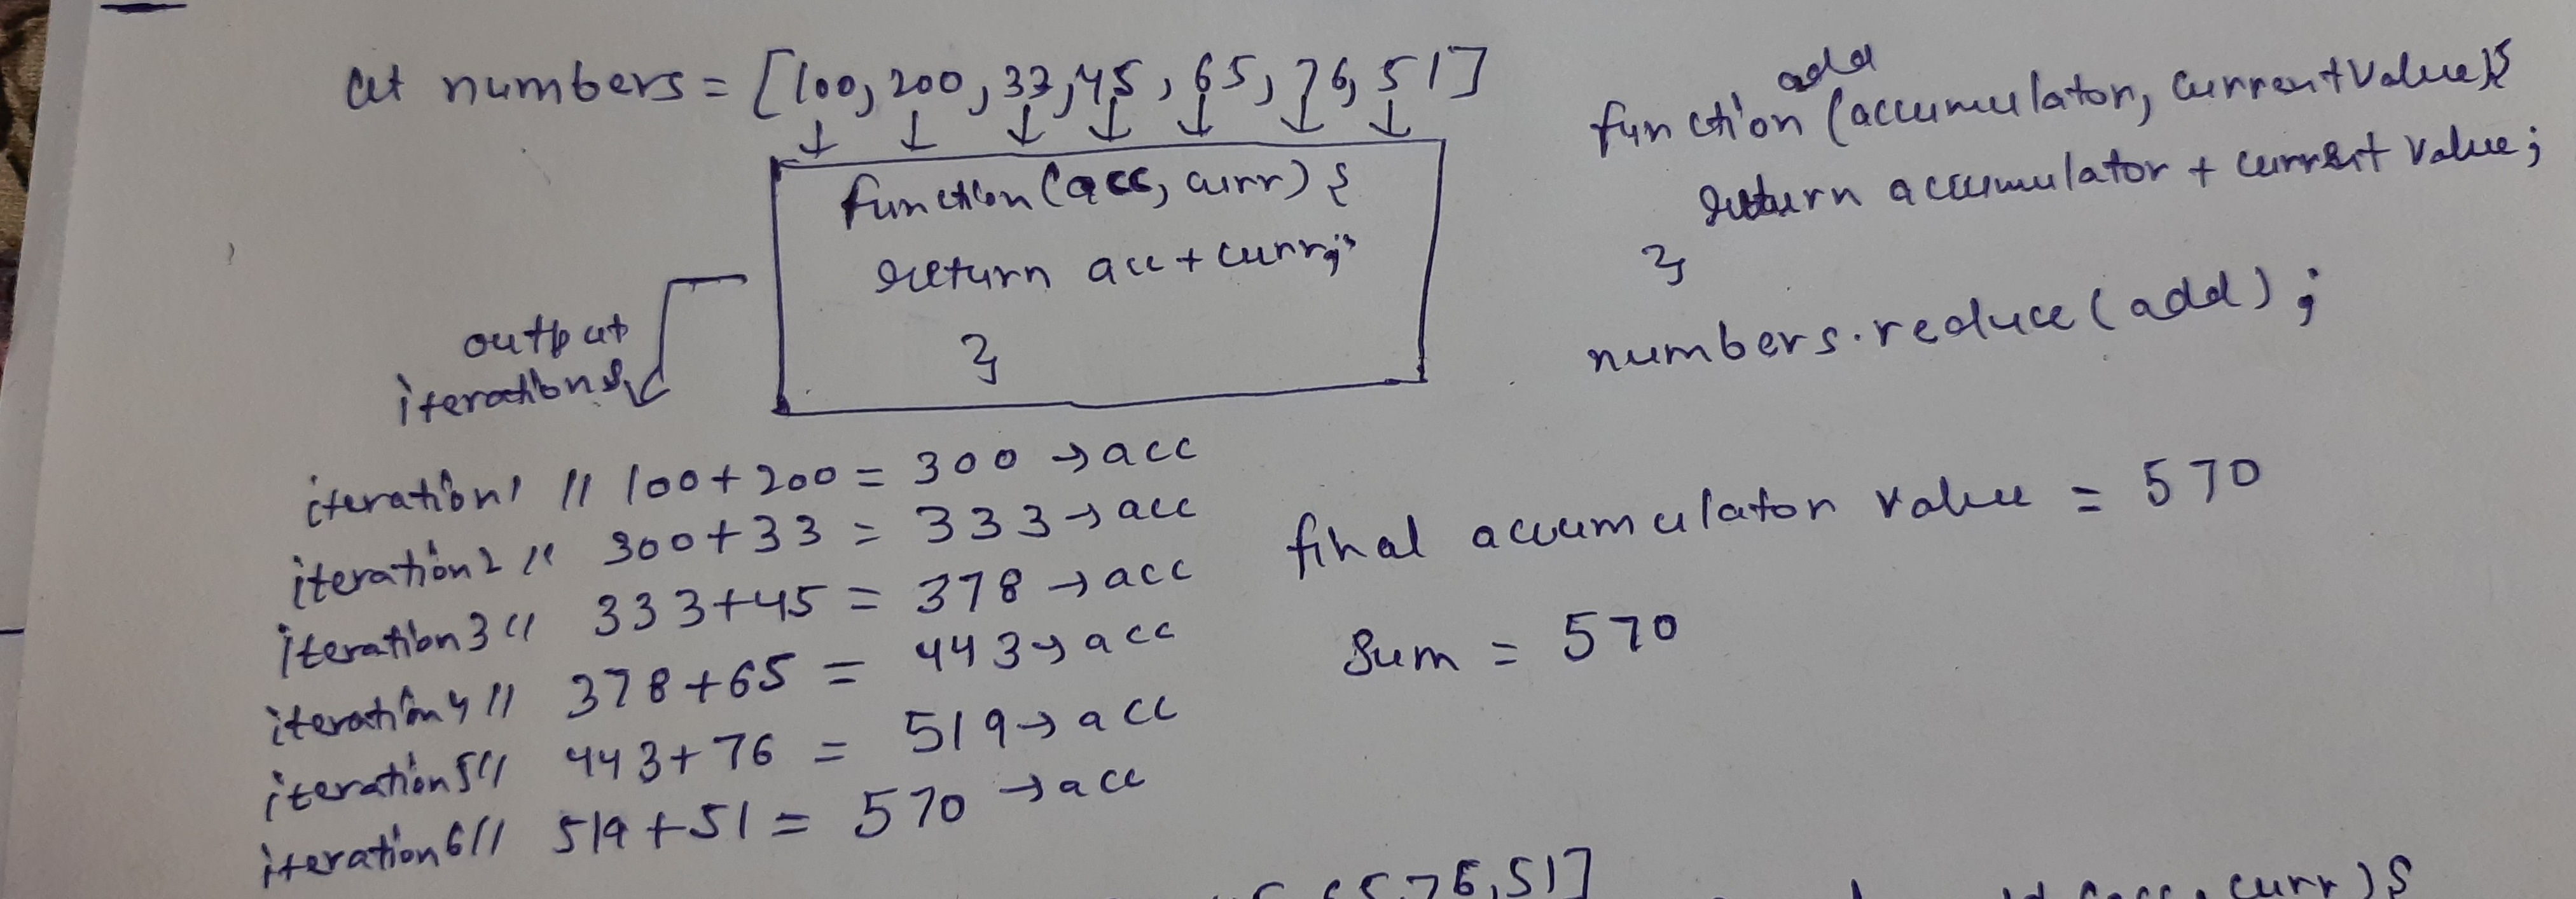 let numbers = [100, 200, 33, 45, 65, 76, 51]
function (acc, curr) {
return acc + curr;
}
output
iterations
function add (accumulator, currentValue) {
return accumulator + current value;
}
numbers.reduce(add);
iteration1 // 100 + 200 = 300 → acc
iteration2 // 300 + 33 = 333 → acc
iteration3 // 333 + 45 = 378 → acc
iteration4 // 378 + 65 = 443 → acc
iteration5 // 443 + 76 = 519 → acc
iteration6 // 519 + 51 = 570 → acc
final accumulator value = 570
Sum = 570
65, 76, 51]
curr) {